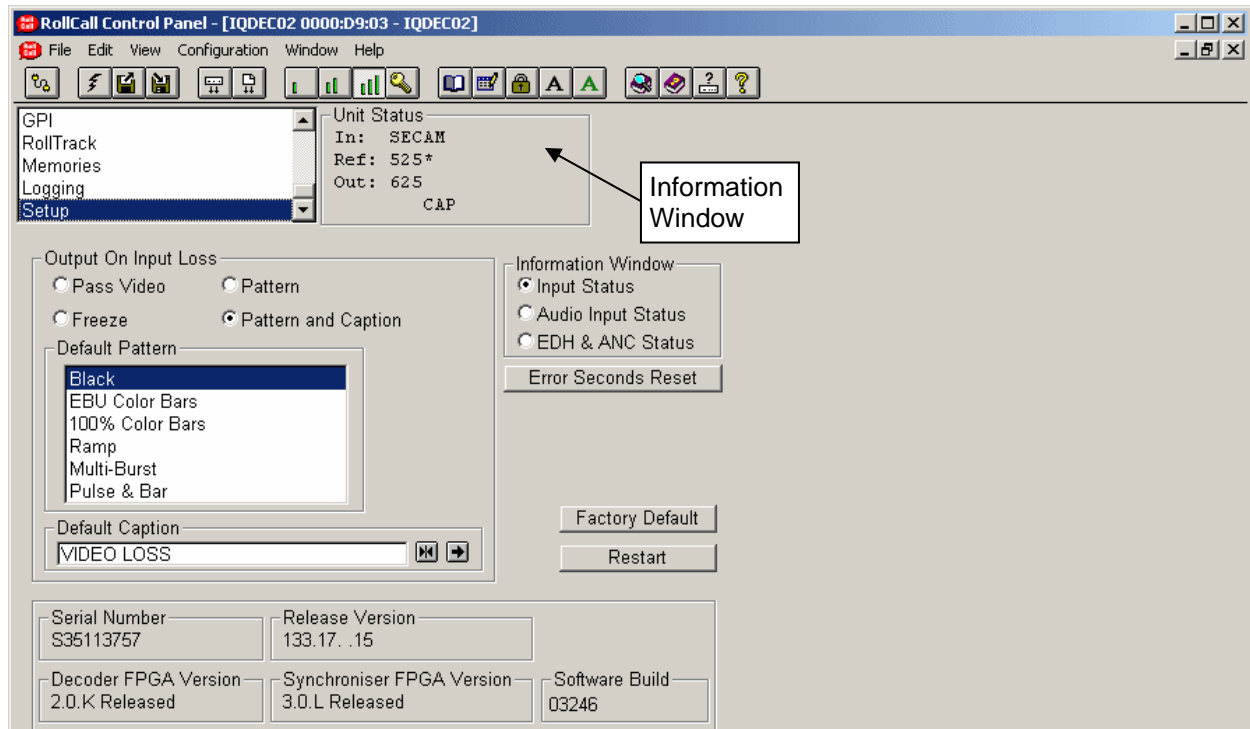 RollCall Control Panel - [IQDEC02 0000:D9:03 - IQDEC02]
File Edit View Configuration Window Help
GPI
RollTrack
Memories
Logging
Setup
Unit Status
In: SECAM
Ref: 525*
Out: 625
CAP
Information
Window
Output On Input Loss
Pass Video Pattern
Freeze Pattern and Caption
Default Pattern
Black
EBU Color Bars
100% Color Bars
Ramp
Multi-Burst
Pulse & Bar
Default Caption
VIDEO LOSS
Information Window
Input Status
Audio Input Status
EDH & ANC Status
Error Seconds Reset
Factory Default
Restart
Serial Number
S35113757
Release Version
133.17. .15
Decoder FPGA Version
2.0.K Released
Synchroniser FPGA Version
3.0.L Released
Software Build
03246